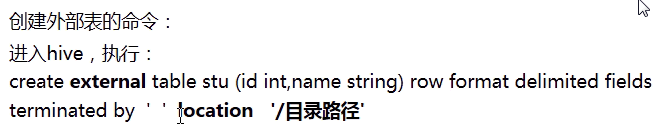 创建外部表的命令：
进入hive，执行：
create external table stu (id int,name string) row format delimited fields
terminated by ' ' location '/目录路径'